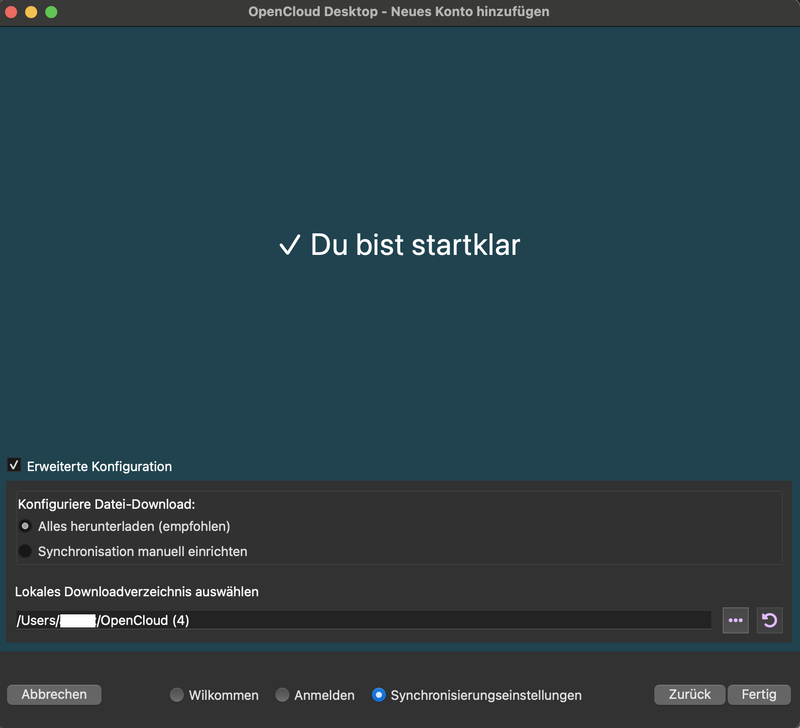 OpenCloud Desktop - Neues Konto hinzufügen
✓ Du bist startklar
Erweiterte Konfiguration
Konfiguriere Datei-Download:
Alles herunterladen (empfohlen)
Synchronisation manuell einrichten
Lokales Downloadverzeichnis auswählen
/Users/ /OpenCloud (4)
Abbrechen Wilkommen Anmelden Synchronisierungseinstellungen Zurück Fertig